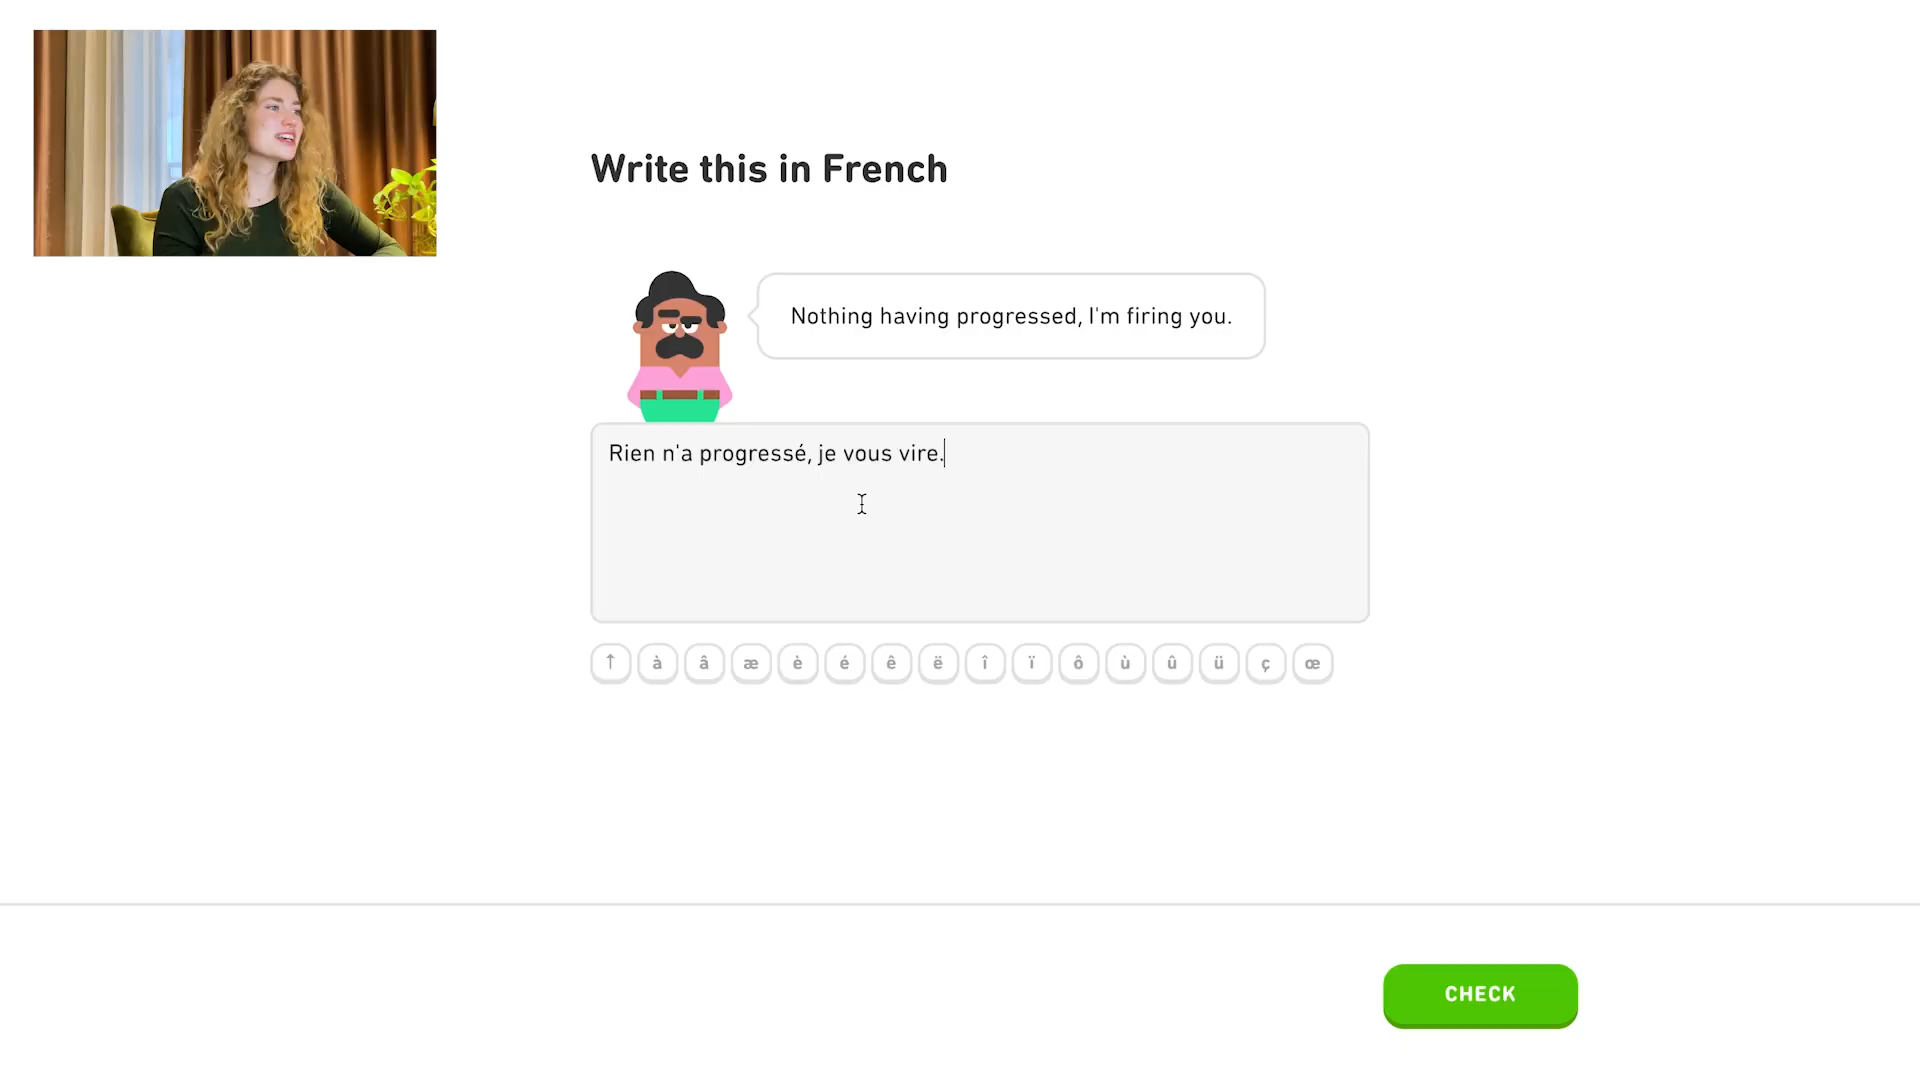 Write this in French
Nothing having progressed, I'm firing you.
Rien n'a progressé, je vous vire.
↑ à â æ è é ê ë î ï ô ù û ü ç œ
CHECK